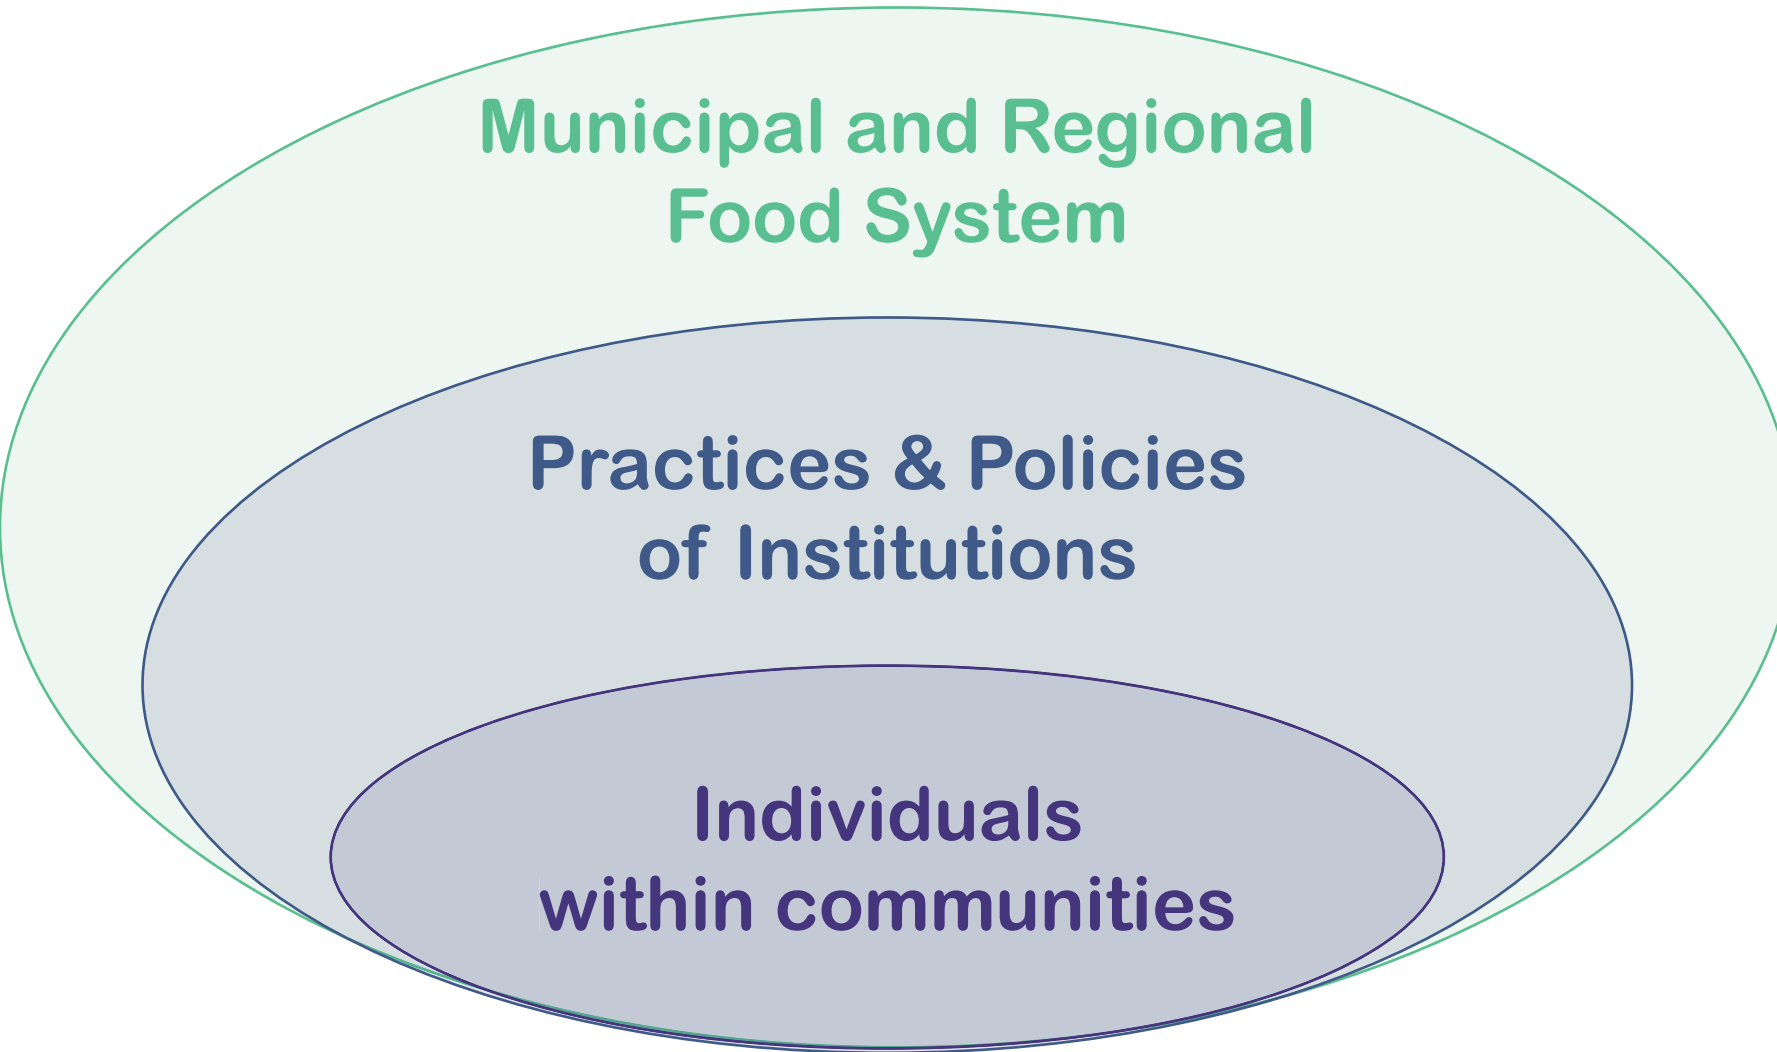 Municipal and Regional
Food System
Practices & Policies
of Institutions
Individuals
within communities